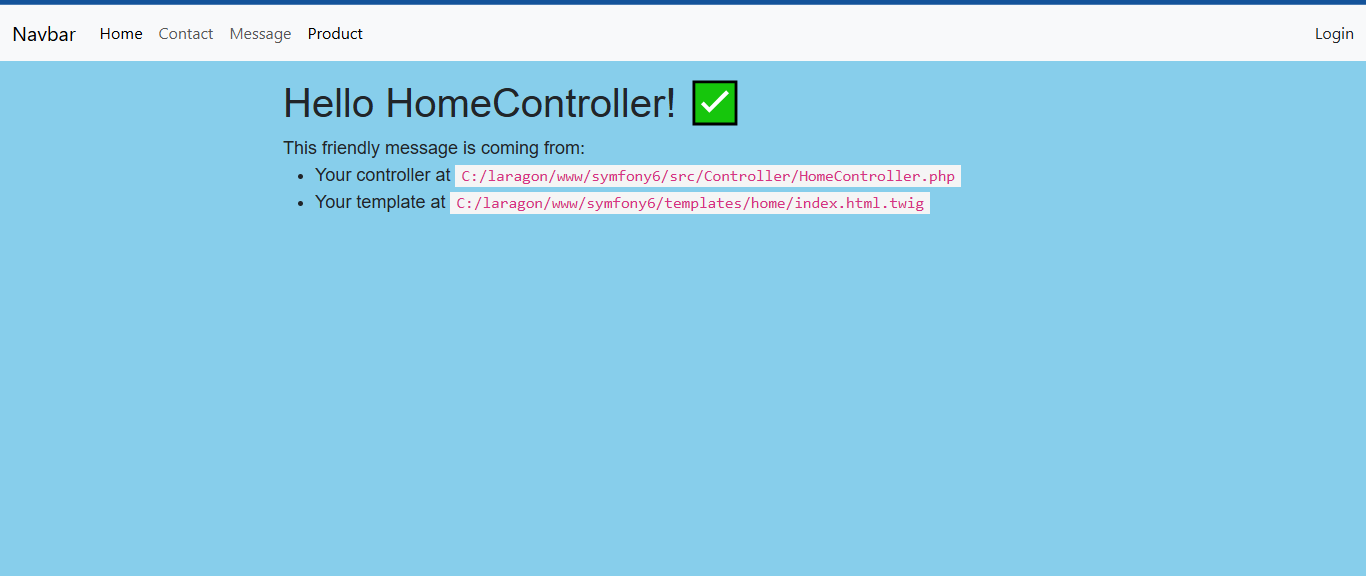 Navbar Home Contact Message Product Login
Hello HomeController! ✅
This friendly message is coming from:
• Your controller at C:/laragon/www/symfony6/src/Controller/HomeController.php
• Your template at C:/laragon/www/symfony6/templates/home/index.html.twig